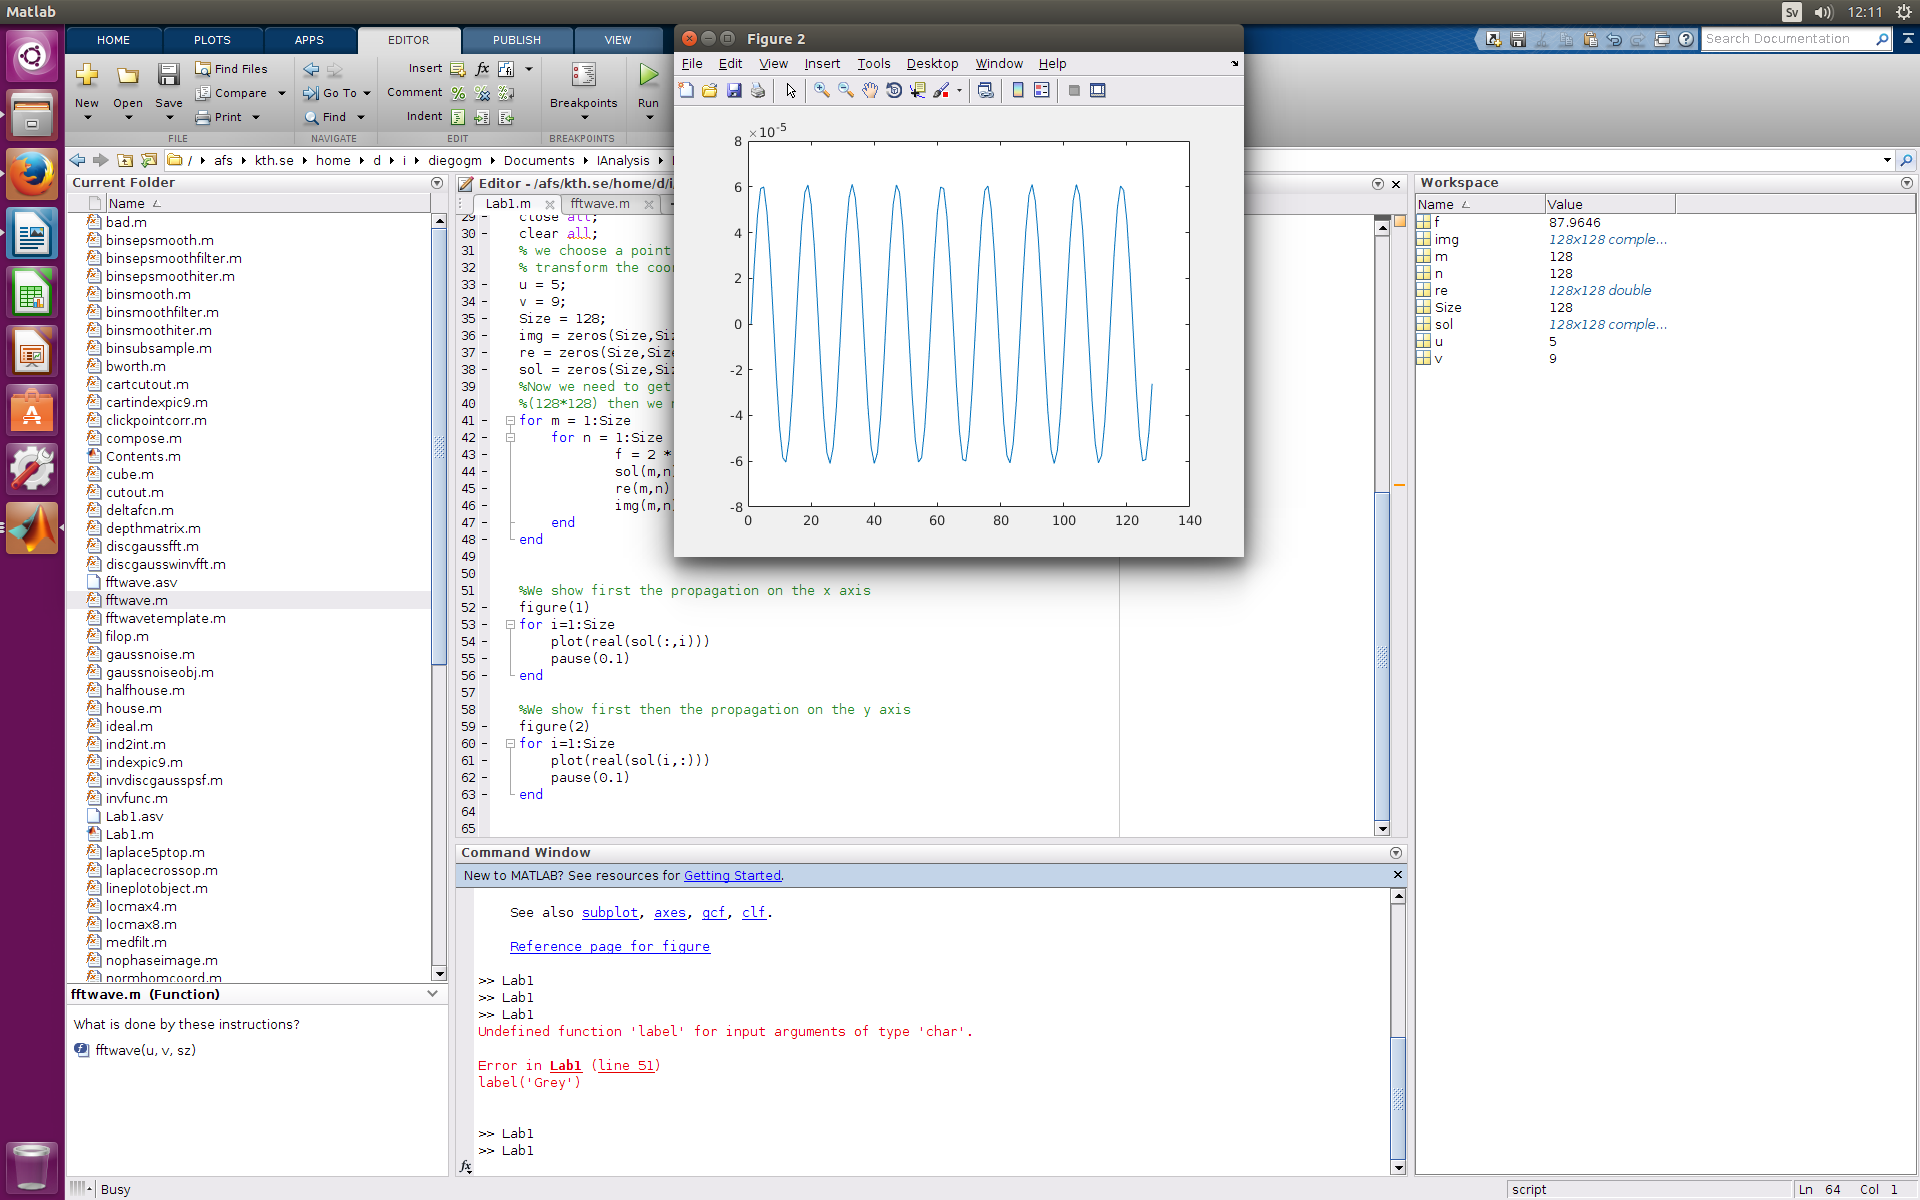 Matlab
Sv 12:11
HOME PLOTS APPS EDITOR PUBLISH VIEW
Search Documentation
New Open Save
Find Files
Compare
Print
Go To
Find
Insert
Comment
Indent
Breakpoints
Run
FILE NAVIGATE EDIT BREAKPOINTS
/ afs kth.se home d i diegogm Documents IAnalysis
Figure 2
File Edit View Insert Tools Desktop Window Help
×10-5
8
6
4
2
0
-2
-4
-6
-8
0 20 40 60 80 100 120 140
Current Folder
Name
bad.m
binsepsmooth.m
binsepsmoothfilter.m
binsepsmoothiter.m
binsmooth.m
binsmoothfilter.m
binsmoothiter.m
binsubsample.m
bworth.m
cartcutout.m
cartindexpic9.m
clickpointcorr.m
compose.m
Contents.m
cube.m
cutout.m
deltafcn.m
depthmatrix.m
discgaussfft.m
discgausswinvfft.m
fftwave.asv
fftwave.m
fftwavetemplate.m
filop.m
gaussnoise.m
gaussnoiseobj.m
halfhouse.m
house.m
ideal.m
ind2int.m
indexpic9.m
invdiscgausspsf.m
invfunc.m
Lab1.asv
Lab1.m
laplace5ptop.m
laplacecrossop.m
lineplotobject.m
locmax4.m
locmax8.m
medfilt.m
nophaseimage.m
normhomcoord.m
fftwave.m (Function)
What is done by these instructions?
fftwave(u, v, sz)
Busy
Editor - /afs/kth.se/home/d/i
Lab1.m fftwave.m
29 - close all;
30 - clear all;
31 % we choose a point
32 % transform the coor
33 - u = 5;
34 - v = 9;
35 - Size = 128;
36 - img = zeros(Size,Siz
37 - re = zeros(Size,Size
38 - sol = zeros(Size,Siz
39 %Now we need to get
40 %(128*128) then we
41 - for m = 1:Size
42 - for n = 1:Size
43 - f = 2 *
44 - sol(m,n)
45 - re(m,n)
46 - img(m,n)
47 - end
48 - end
49
50
51 %We show first the propagation on the x axis
52 - figure(1)
53 - for i=1:Size
54 - plot(real(sol(:,i)))
55 - pause(0.1)
56 - end
57
58 %We show first then the propagation on the y axis
59 - figure(2)
60 - for i=1:Size
61 - plot(real(sol(i,:)))
62 - pause(0.1)
63 - end
64
65
Command Window
New to MATLAB? See resources for Getting Started.
See also subplot, axes, gcf, clf.
Reference page for figure
>> Lab1
>> Lab1
>> Lab1
Undefined function 'label' for input arguments of type 'char'.
Error in Lab1 (line 51)
label('Grey')
>> Lab1
>> Lab1
fx
Workspace
Name Value
f 87.9646
img 128x128 comple...
m 128
n 128
re 128x128 double
Size 128
sol 128x128 comple...
u 5
v 9
script Ln 64 Col 1